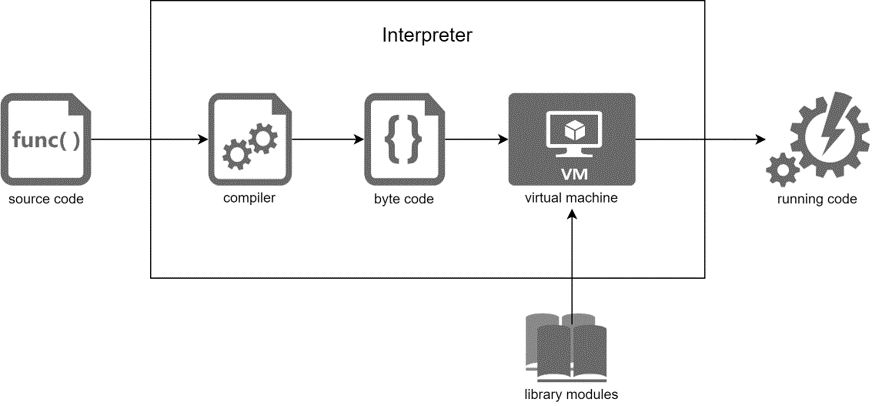 Interpreter
func( )
{}
VM
source code
compiler
byte code
virtual machine
running code
library modules